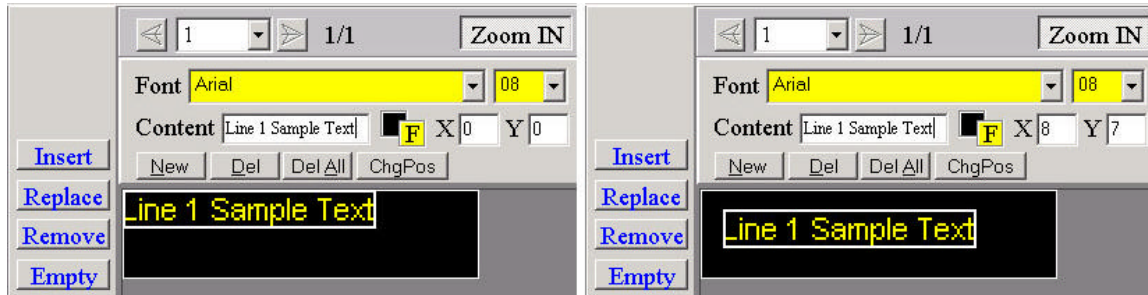 1 1/1 Zoom IN
Font Arial 08
Content Line 1 Sample Text F X 0 Y 0
New Del Del All ChgPos
Insert
Replace
Remove
Empty
Line 1 Sample Text
1 1/1 Zoom IN
Font Arial 08
Content Line 1 Sample Text F X 8 Y 7
New Del Del All ChgPos
Insert
Replace
Remove
Empty
Line 1 Sample Text